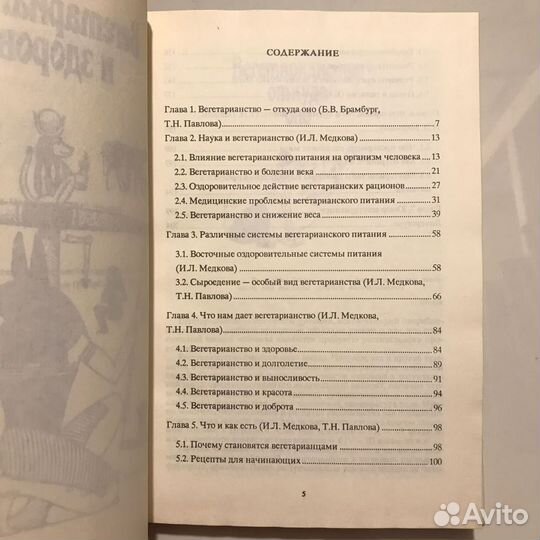 СОДЕРЖАНИЕ
Глава 1. Вегетарианство — откуда оно (Б.В. Брамбург,
Т.Н. Павлова) 7
Глава 2. Наука и вегетарианство (И.Л. Медкова) 13
2.1. Влияние вегетарианского питания на организм человека 13
2.2. Вегетарианство и болезни века 21
2.3. Оздоровительное действие вегетарианских рационов 27
2.4. Медицинские проблемы вегетарианского питания 31
2.5. Вегетарианство и снижение веса 39
Глава 3. Различные системы вегетарианского питания 58
3.1. Восточные оздоровительные системы питания
(И.Л. Медкова) 58
3.2. Сыроедение — особый вид вегетарианства (И.Л. Медкова,
Т.Н. Павлова) 66
Глава 4. Что нам дает вегетарианство (И.Л. Медкова,
Т.Н. Павлова) 84
4.1. Вегетарианство и здоровье 84
4.2. Вегетарианство и долголетие 89
4.3. Вегетарианство и выносливость 91
4.4. Вегетарианство и красота 94
4.5. Вегетарианство и доброта 96
Глава 5. Что и как есть (И.Л. Медкова, Т.Н. Павлова) 98
5.1. Почему становятся вегетарианцами 98
5.2. Рецепты для начинающих 100
5
Avito